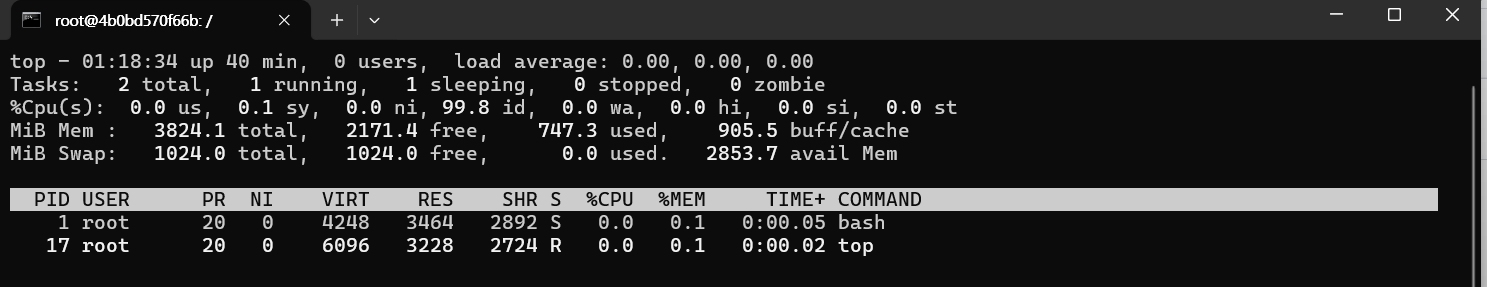 root@4b0bd570f66b: /
top - 01:18:34 up 40 min,  0 users,  load average: 0.00, 0.00, 0.00
Tasks:   2 total,   1 running,   1 sleeping,   0 stopped,   0 zombie
%Cpu(s):  0.0 us,  0.1 sy,  0.0 ni, 99.8 id,  0.0 wa,  0.0 hi,  0.0 si,  0.0 st
MiB Mem :   3824.1 total,   2171.4 free,    747.3 used,    905.5 buff/cache
MiB Swap:   1024.0 total,   1024.0 free,      0.0 used.   2853.7 avail Mem
  PID USER      PR  NI    VIRT    RES    SHR S  %CPU  %MEM     TIME+ COMMAND
    1 root      20   0    4248   3464   2892 S   0.0   0.1   0:00.05 bash
   17 root      20   0    6096   3228   2724 R   0.0   0.1   0:00.02 top